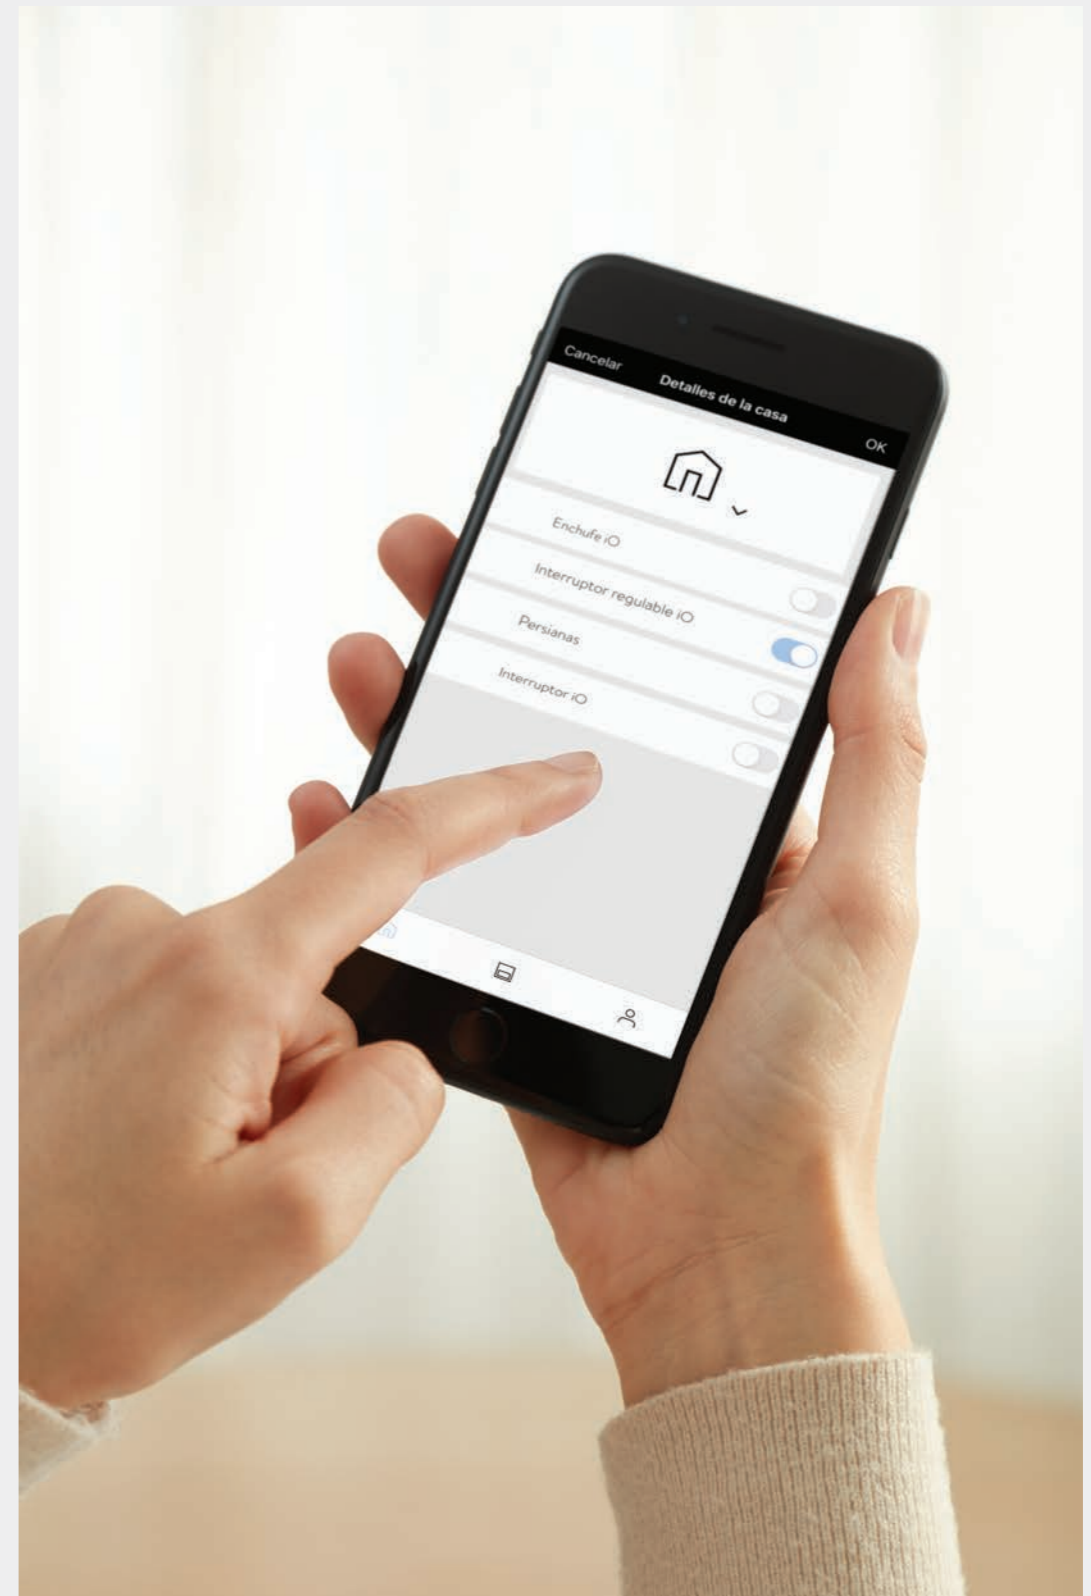 Cancelar
Detalles de la casa
OK
Enchufe iO
Interruptor regulable iO
Persianas
Interruptor iO